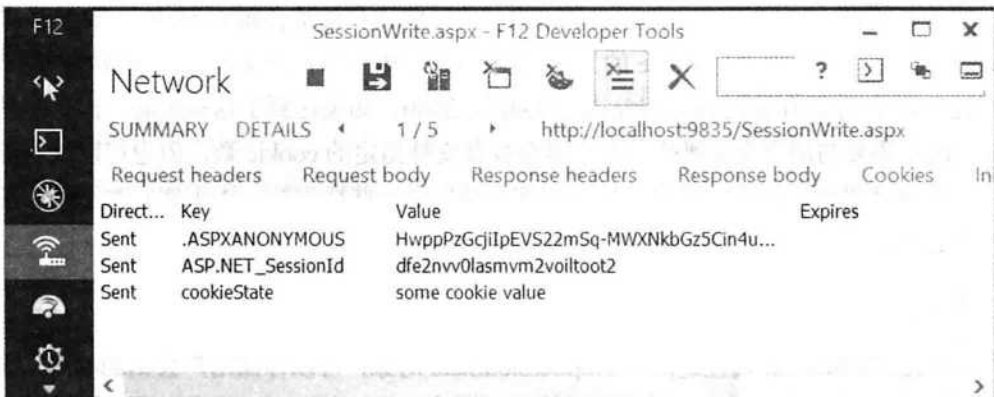 F12
SessionWrite.aspx - F12 Developer Tools
Network
?
SUMMARY DETAILS 1 / 5 http://localhost:9835/SessionWrite.aspx
Request headers Request body Response headers Response body Cookies In
Direct... Key Value Expires
Sent .ASPXANONYMOUS HwppPzGcjiIpEVS22mSq-MWXNkbGz5Cin4u...
Sent ASP.NET_SessionId dfe2nvv0lasmvm2voiltoot2
Sent cookieState some cookie value